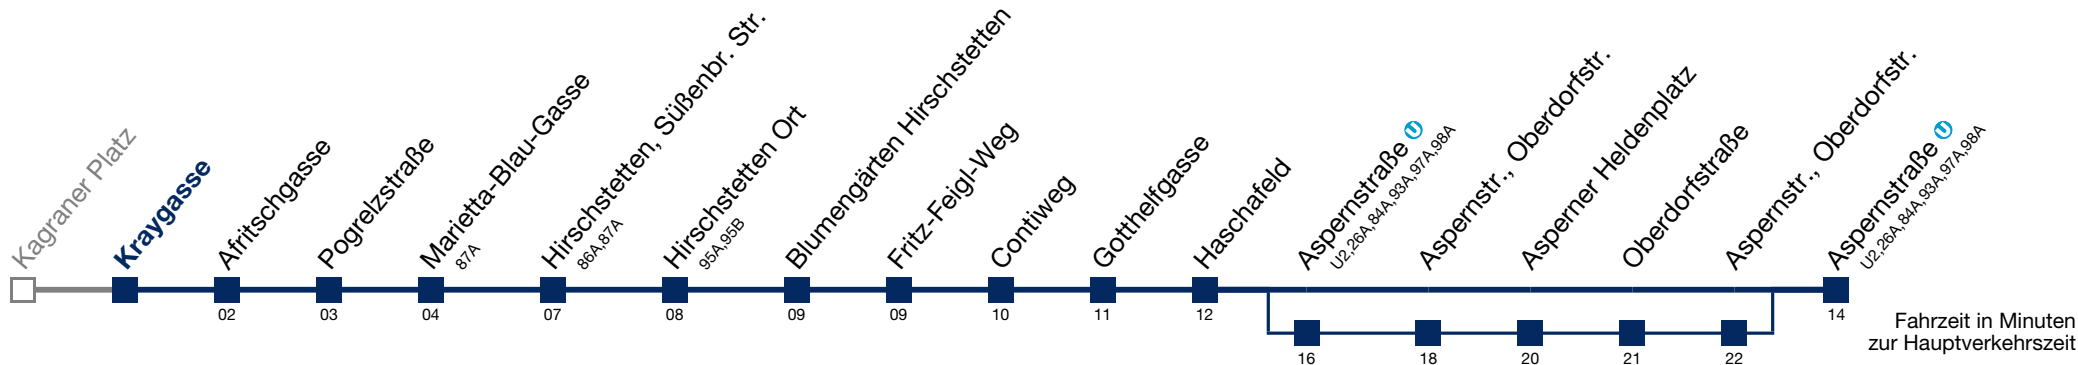 Kagraner Platz
Kraygasse
Afritschgasse
02
Pogrelzstraße
03
Marietta-Blau-Gasse
87A
04
Hirschstetten, Süßenbr. Str.
86A,87A
07
Hirschstetten Ort
95A,95B
08
Blumengärten Hirschstetten
09
Fritz-Feigl-Weg
09
Contiweg
10
Gotthelfgasse
11
Haschafeld
12
Aspernstraße U
U2,26A,84A,93A,97A,98A
16
Aspernstr., Oberdorfstr.
18
Asperner Heldenplatz
20
Oberdorfstraße
21
Aspernstr., Oberdorfstr.
22
Aspernstraße U
U2,26A,84A,93A,97A,98A
14
Fahrzeit in Minuten
zur Hauptverkehrszeit